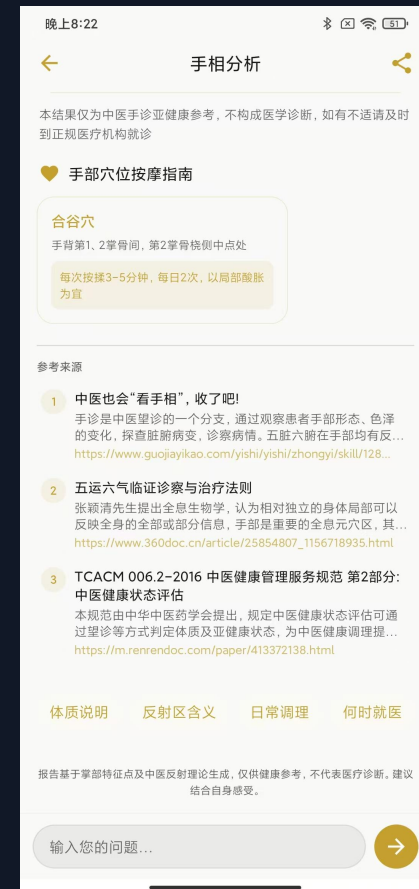 晚上8:22
51
手相分析
本结果仅为中医手诊亚健康参考，不构成医学诊断，如有不适请及时
到正规医疗机构就诊
手部穴位按摩指南
合谷穴
手背第1、2掌骨间，第2掌骨桡侧中点处
每次按揉3-5分钟，每日2次，以局部酸胀
为宜
参考来源
1 中医也会“看手相”，收了吧!
手诊是中医望诊的一个分支，通过观察患者手部形态、色泽
的变化，探查脏腑病变，诊察病情。五脏六腑在手部均有反...
https://www.guojiayikao.com/yishi/yishi/zhongyi/skill/128...
2 五运六气临证诊察与治疗法则
张颖清先生提出全息生物学，认为相对独立的身体局部可以
反映全身的全部或部分信息，手部是重要的全息元穴区，其...
https://www.360doc.cn/article/25854807_1156718935.html
3 TCACM 006.2-2016 中医健康管理服务规范 第2部分:
中医健康状态评估
本规范由中华中医药学会提出，规定中医健康状态评估可通
过望诊等方式判定体质及亚健康状态，为中医健康调理提...
https://m.renrendoc.com/paper/413372138.html
体质说明 反射区含义 日常调理 何时就医
报告基于掌部特征点及中医反射理论生成，仅供健康参考，不代表医疗诊断。建议
结合自身感受。
输入您的问题...